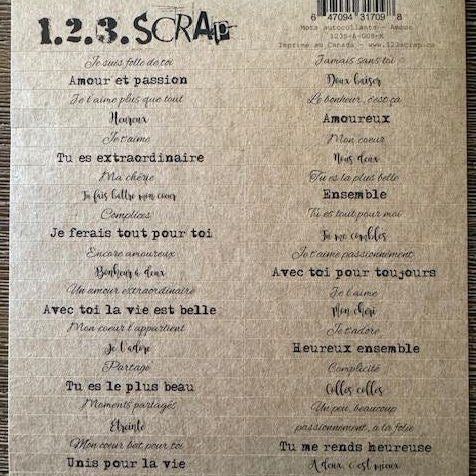 1.2.3.SCRAP
6 47094 31709 8
Mots autocollants - Amour
Imprimé au Canada - www.123scrap.ca
Je suis folle de toi
Amour et passion
Je t'aime plus que tout
Heureux
Je t'aime
Tu es extraordinaire
Ma chérie
Tu fais battre mon coeur
Complices
Je ferais tout pour toi
Encore amoureux
Bonheur à deux
Un amour extraordinaire
Avec toi la vie est belle
Mon coeur t'appartient
Je t'adore
Partage
Tu es le plus beau
Moments partagés
Étreinte
Mon coeur bat pour toi
Unis pour la vie
Jamais sans toi
Doux baiser
Le bonheur, c'est ça
Amoureux
Mon coeur
Nous deux
Tu es la plus belle
Ensemble
Tu es tout pour moi
Tu me combles
Je t'aime passionnément
Avec toi pour toujours
Je t'aime
Mon chéri
Je t'adore
Heureux ensemble
Complicité
Colles colles
Un peu, beaucoup
passionnément, a la folie
Tu me rends heureuse
A deux, c'est mieux